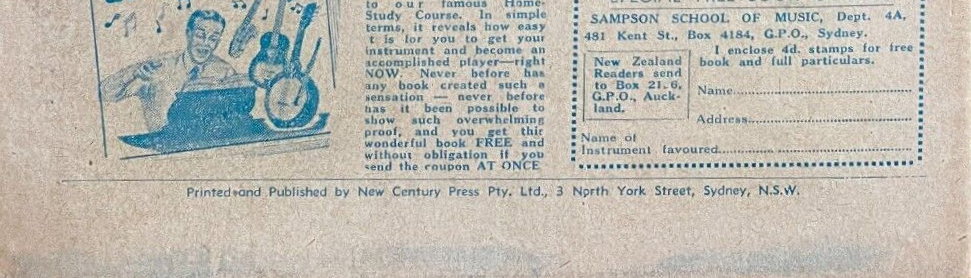 to our famous Home-
Study Course. In simple
terms, it reveals how easy
t is for you to get your
instrument and become an
accomplished player—right
NOW. Never before has
any book created such a
sensation — never before
has it been possible to
show such overwhelming
proof, and you get this
wonderful book FREE and
without obligation if you
send the coupon AT ONCE
SAMPSON SCHOOL OF MUSIC, Dept. 4A,
481 Kent St., Box 4184, G.P.O., Sydney.
I enclose 4d. stamps for free
book and full particulars.
New Zealand
Readers send
to Box 21.6,
G.P.O., Auck-
land.
Name
Address
Name of
Instrument favoured
Printed and Published by New Century Press Pty. Ltd., 3 North York Street, Sydney, N.S.W.